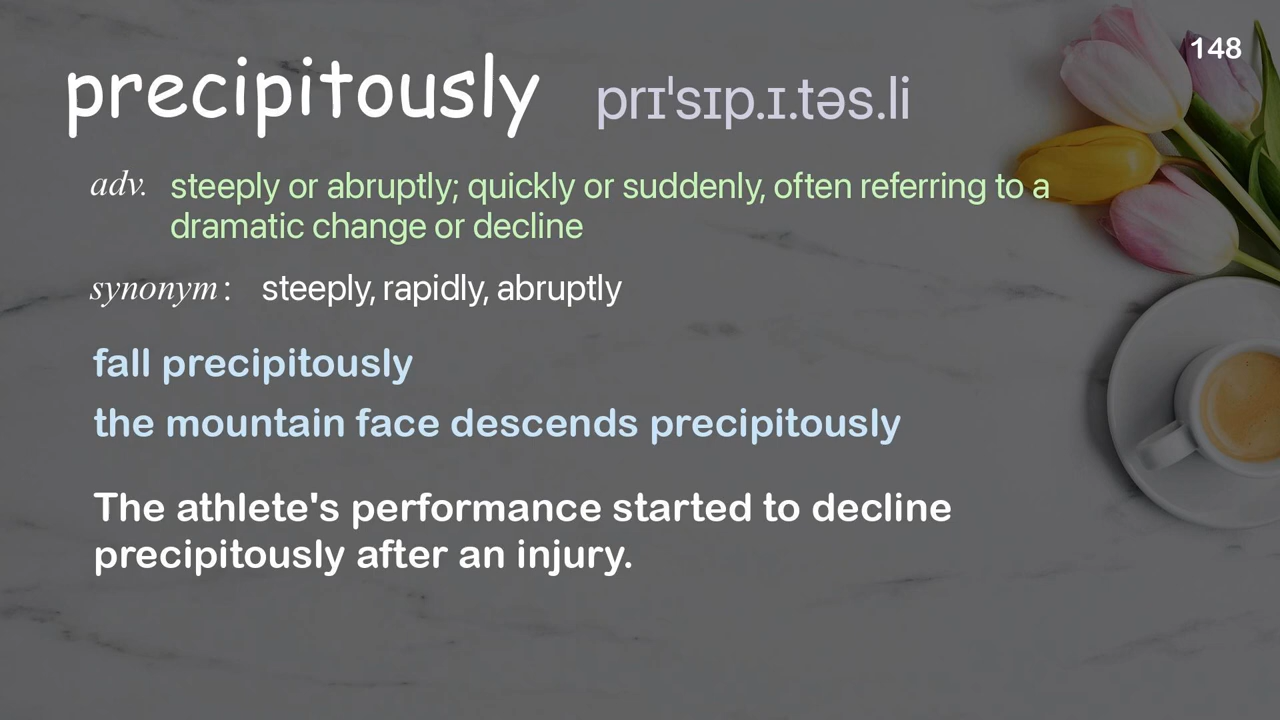 148
precipitously prɪˈsɪp.ɪ.təs.li
adv. steeply or abruptly; quickly or suddenly, often referring to a
dramatic change or decline
synonym : steeply, rapidly, abruptly
fall precipitously
the mountain face descends precipitously
The athlete's performance started to decline
precipitously after an injury.